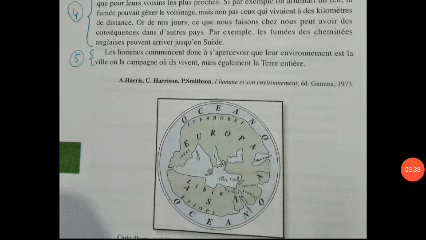 que pour leurs voisins les plus proches. Si par exemple on allumait un feu, la
fumée pouvait gêner le voisinage, mais non pas ceux qui vivaient à des kilomètres
de distance. Or de nos jours, ce que nous faisons chez nous peut avoir des
④
conséquences dans d'autres pays. Par exemple, les fumées des cheminées
anglaises peuvent arriver jusqu'en Suède.
⑤
Les hommes commencent donc à s'apercevoir que leur environnement est la
ville ou la campagne où ils vivent, mais également la Terre entière.
A.Harris, C. Harrison, P.Smithson, L'homme et son environnement, éd. Gamma, 1973
OCEANO
EUROPA
LIBIA
ASIA
OCEANO
03:33